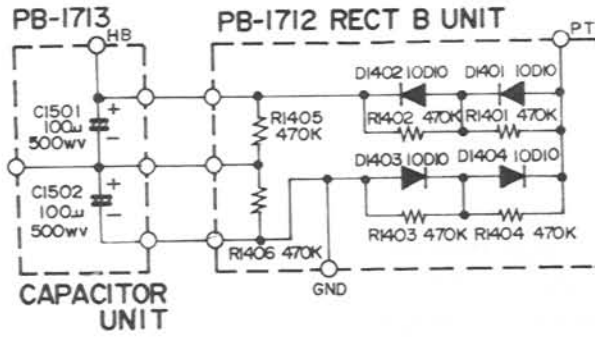 PB-1713
PB-1712 RECT B UNIT
HB
PT
D1402 10D10
D1401 10D10
C1501
100μ
500WV
R1405
470K
R1402 470K
R1401 470K
D1403 10D10
D1404 10D10
C1502
100μ
500WV
R1403 470K
R1404 470K
R1406 470K
GND
CAPACITOR
UNIT
+
−
+
−